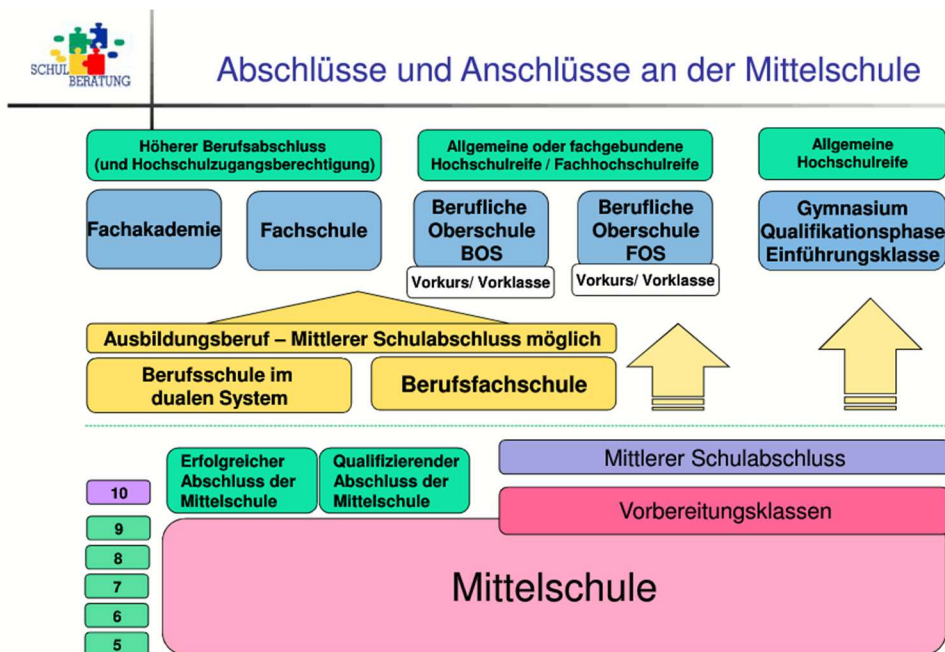 SCHUL
BERATUNG
Abschlüsse und Anschlüsse an der Mittelschule
Höherer Berufsabschluss
(und Hochschulzugangsberechtigung)
Allgemeine oder fachgebundene
Hochschulreife / Fachhochschulreife
Allgemeine
Hochschulreife
Fachakademie
Fachschule
Berufliche
Oberschule
BOS
Vorkurs/ Vorklasse
Berufliche
Oberschule
FOS
Vorkurs/ Vorklasse
Gymnasium
Qualifikationsphase
Einführungsklasse
Ausbildungsberuf – Mittlerer Schulabschluss möglich
Berufsschule im
dualen System
Berufsfachschule
Erfolgreicher
Abschluss der
Mittelschule
Qualifizierender
Abschluss der
Mittelschule
Mittlerer Schulabschluss
Vorbereitungsklassen
Mittelschule
10
9
8
7
6
5